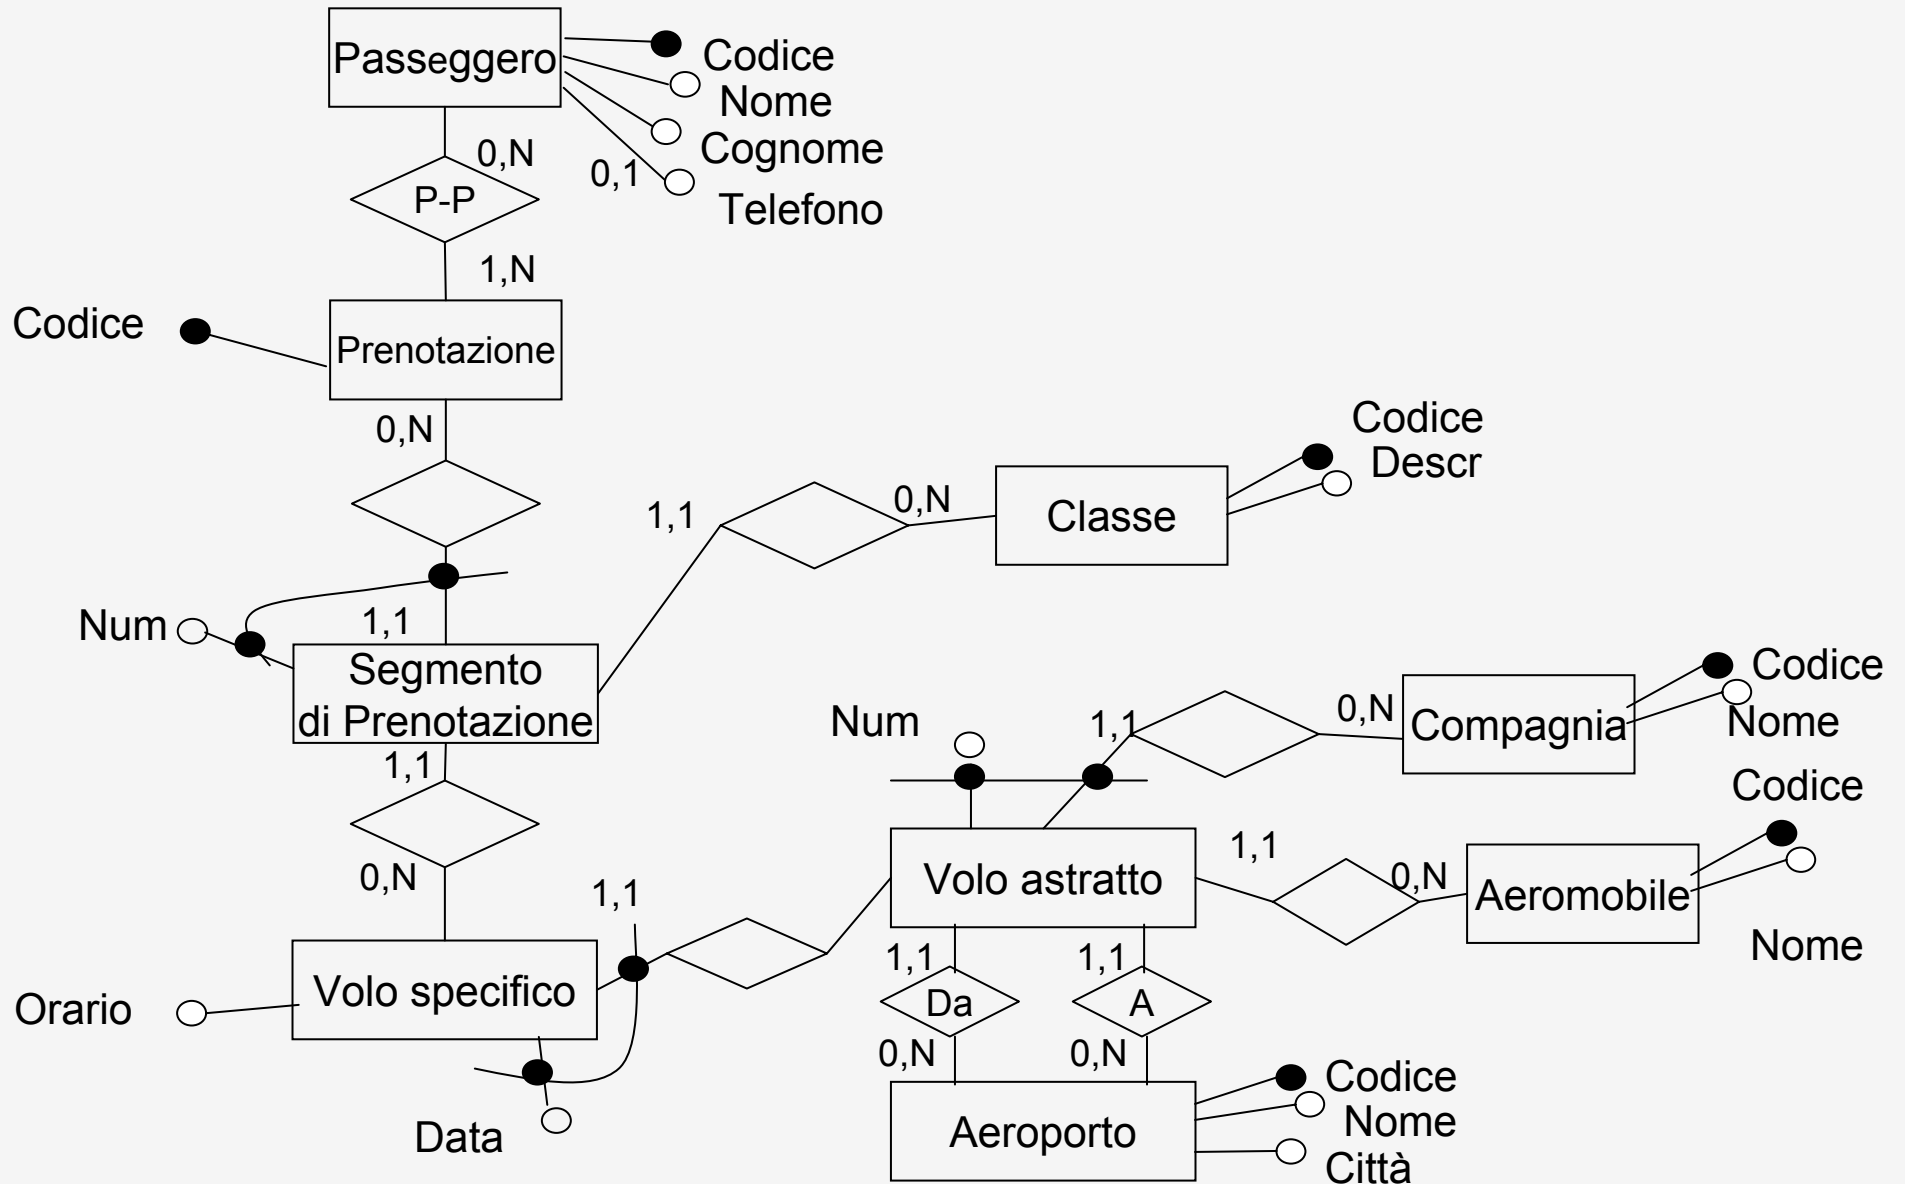 Passeggero
Codice
Nome
Cognome
0,1
Telefono
0,N
P-P
1,N
Codice
Prenotazione
0,N
Codice
Descr
1,1
0,N
Classe
Num
1,1
Segmento
di Prenotazione
1,1
0,N
Num
1,1
0,N
Compagnia
Codice
Nome
Codice
Volo astratto
1,1
0,N
Aeromobile
Nome
1,1
Volo specifico
Orario
Data
1,1
1,1
Da
A
0,N
0,N
Aeroporto
Codice
Nome
Città